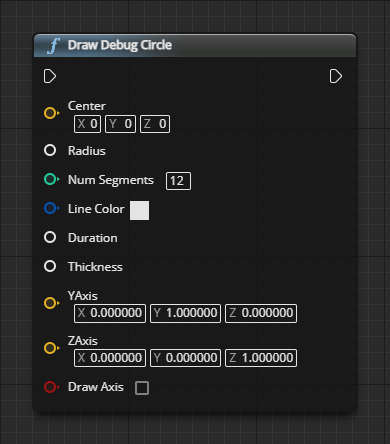 f Draw Debug Circle
Center
X 0 Y 0 Z 0
Radius
Num Segments 12
Line Color
Duration
Thickness
YAxis
X 0.000000 Y 1.000000 Z 0.000000
ZAxis
X 0.000000 Y 0.000000 Z 1.000000
Draw Axis